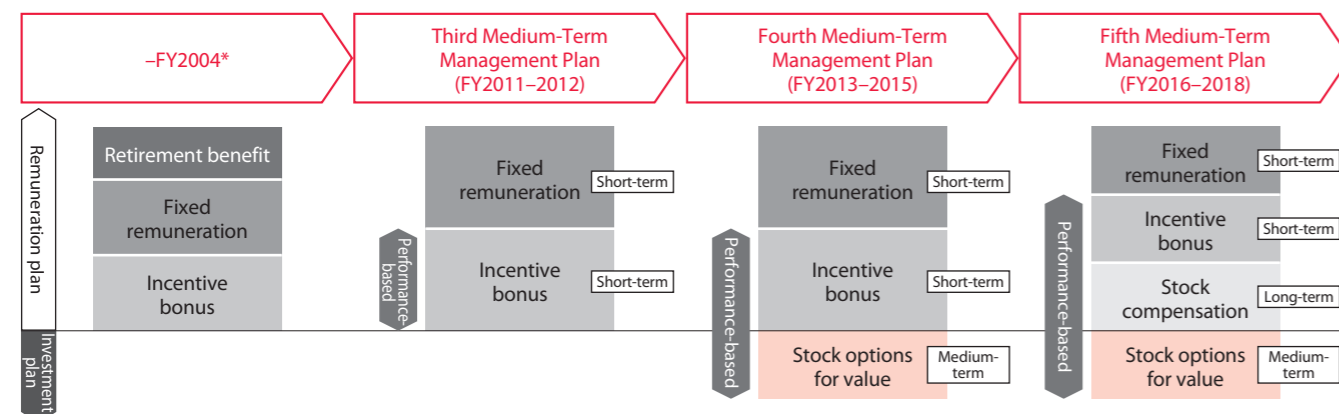 –FY2004*
Third Medium-Term
Management Plan
(FY2011–2012)
Fourth Medium-Term
Management Plan
(FY2013–2015)
Fifth Medium-Term
Management Plan
(FY2016–2018)
Remuneration plan
Retirement benefit
Fixed
remuneration
Incentive
bonus
Performance-
based
Fixed
remuneration
Short-term
Incentive
bonus
Short-term
Performance-based
Fixed
remuneration
Short-term
Incentive
bonus
Short-term
Performance-based
Fixed
remuneration
Short-term
Incentive
bonus
Short-term
Stock
compensation
Long-term
Investment
plan
Stock options
for value
Medium-
term
Stock options
for value
Medium-
term